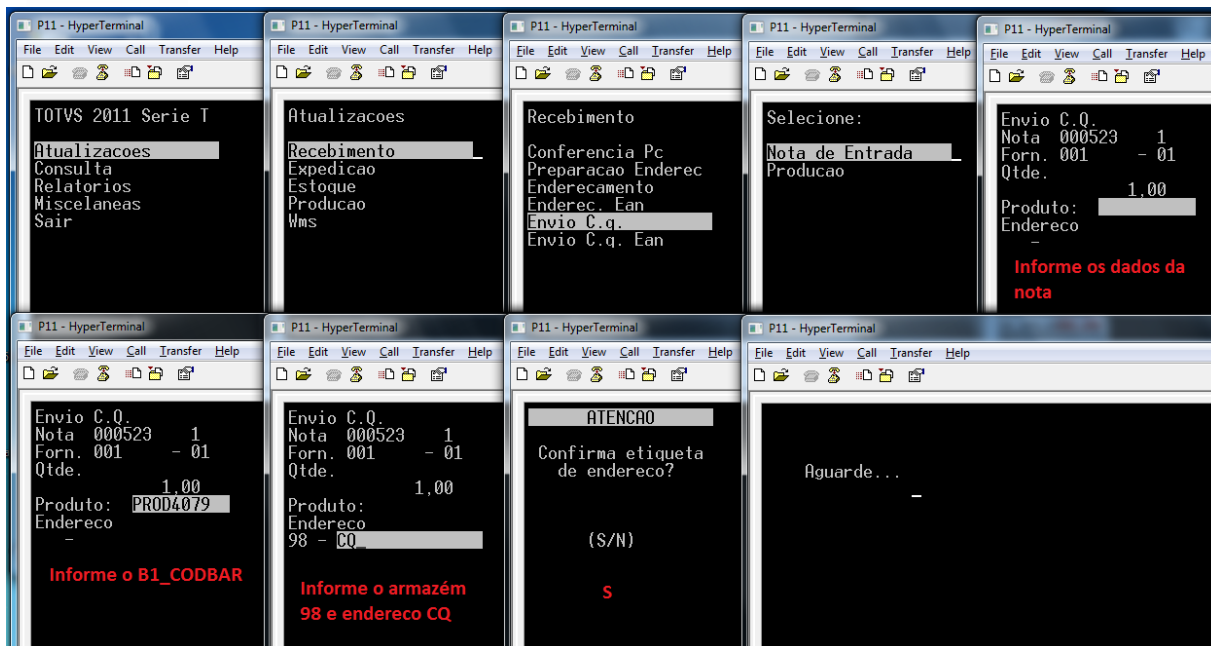 P11 - HyperTerminal
File Edit View Call Transfer Help
TOTVS 2011 Serie T
Atualizacoes
Consulta
Relatorios
Miscelaneas
Sair
P11 - HyperTerminal
File Edit View Call Transfer Help
Atualizacoes
Recebimento
Expedicao
Estoque
Producao
Wms
P11 - HyperTerminal
File Edit View Call Transfer Help
Recebimento
Conferencia Pc
Preparacao Enderec
Enderecamento
Enderec. Ean
Envio C.q.
Envio C.q. Ean
P11 - HyperTerminal
File Edit View Call Transfer Help
Selecione:
Nota de Entrada
Producao
P11 - HyperTerminal
File Edit View Call Transfer Help
Envio C.Q.
Nota 000523 1
Forn. 001 - 01
Qtde.
1,00
Produto:
Endereco
-
Informe os dados da
nota
P11 - HyperTerminal
File Edit View Call Transfer Help
Envio C.Q.
Nota 000523 1
Forn. 001 - 01
Qtde.
1,00
Produto: PROD4079
Endereco
-
Informe o B1_CODBAR
P11 - HyperTerminal
File Edit View Call Transfer Help
Envio C.Q.
Nota 000523 1
Forn. 001 - 01
Qtde.
1,00
Produto:
Endereco
98 - CQ_
Informe o armazém
98 e endereco CQ
P11 - HyperTerminal
File Edit View Call Transfer Help
ATENCAO
Confirma etiqueta
de endereco?
(S/N)
S
P11 - HyperTerminal
File Edit View Call Transfer Help
Aguarde...